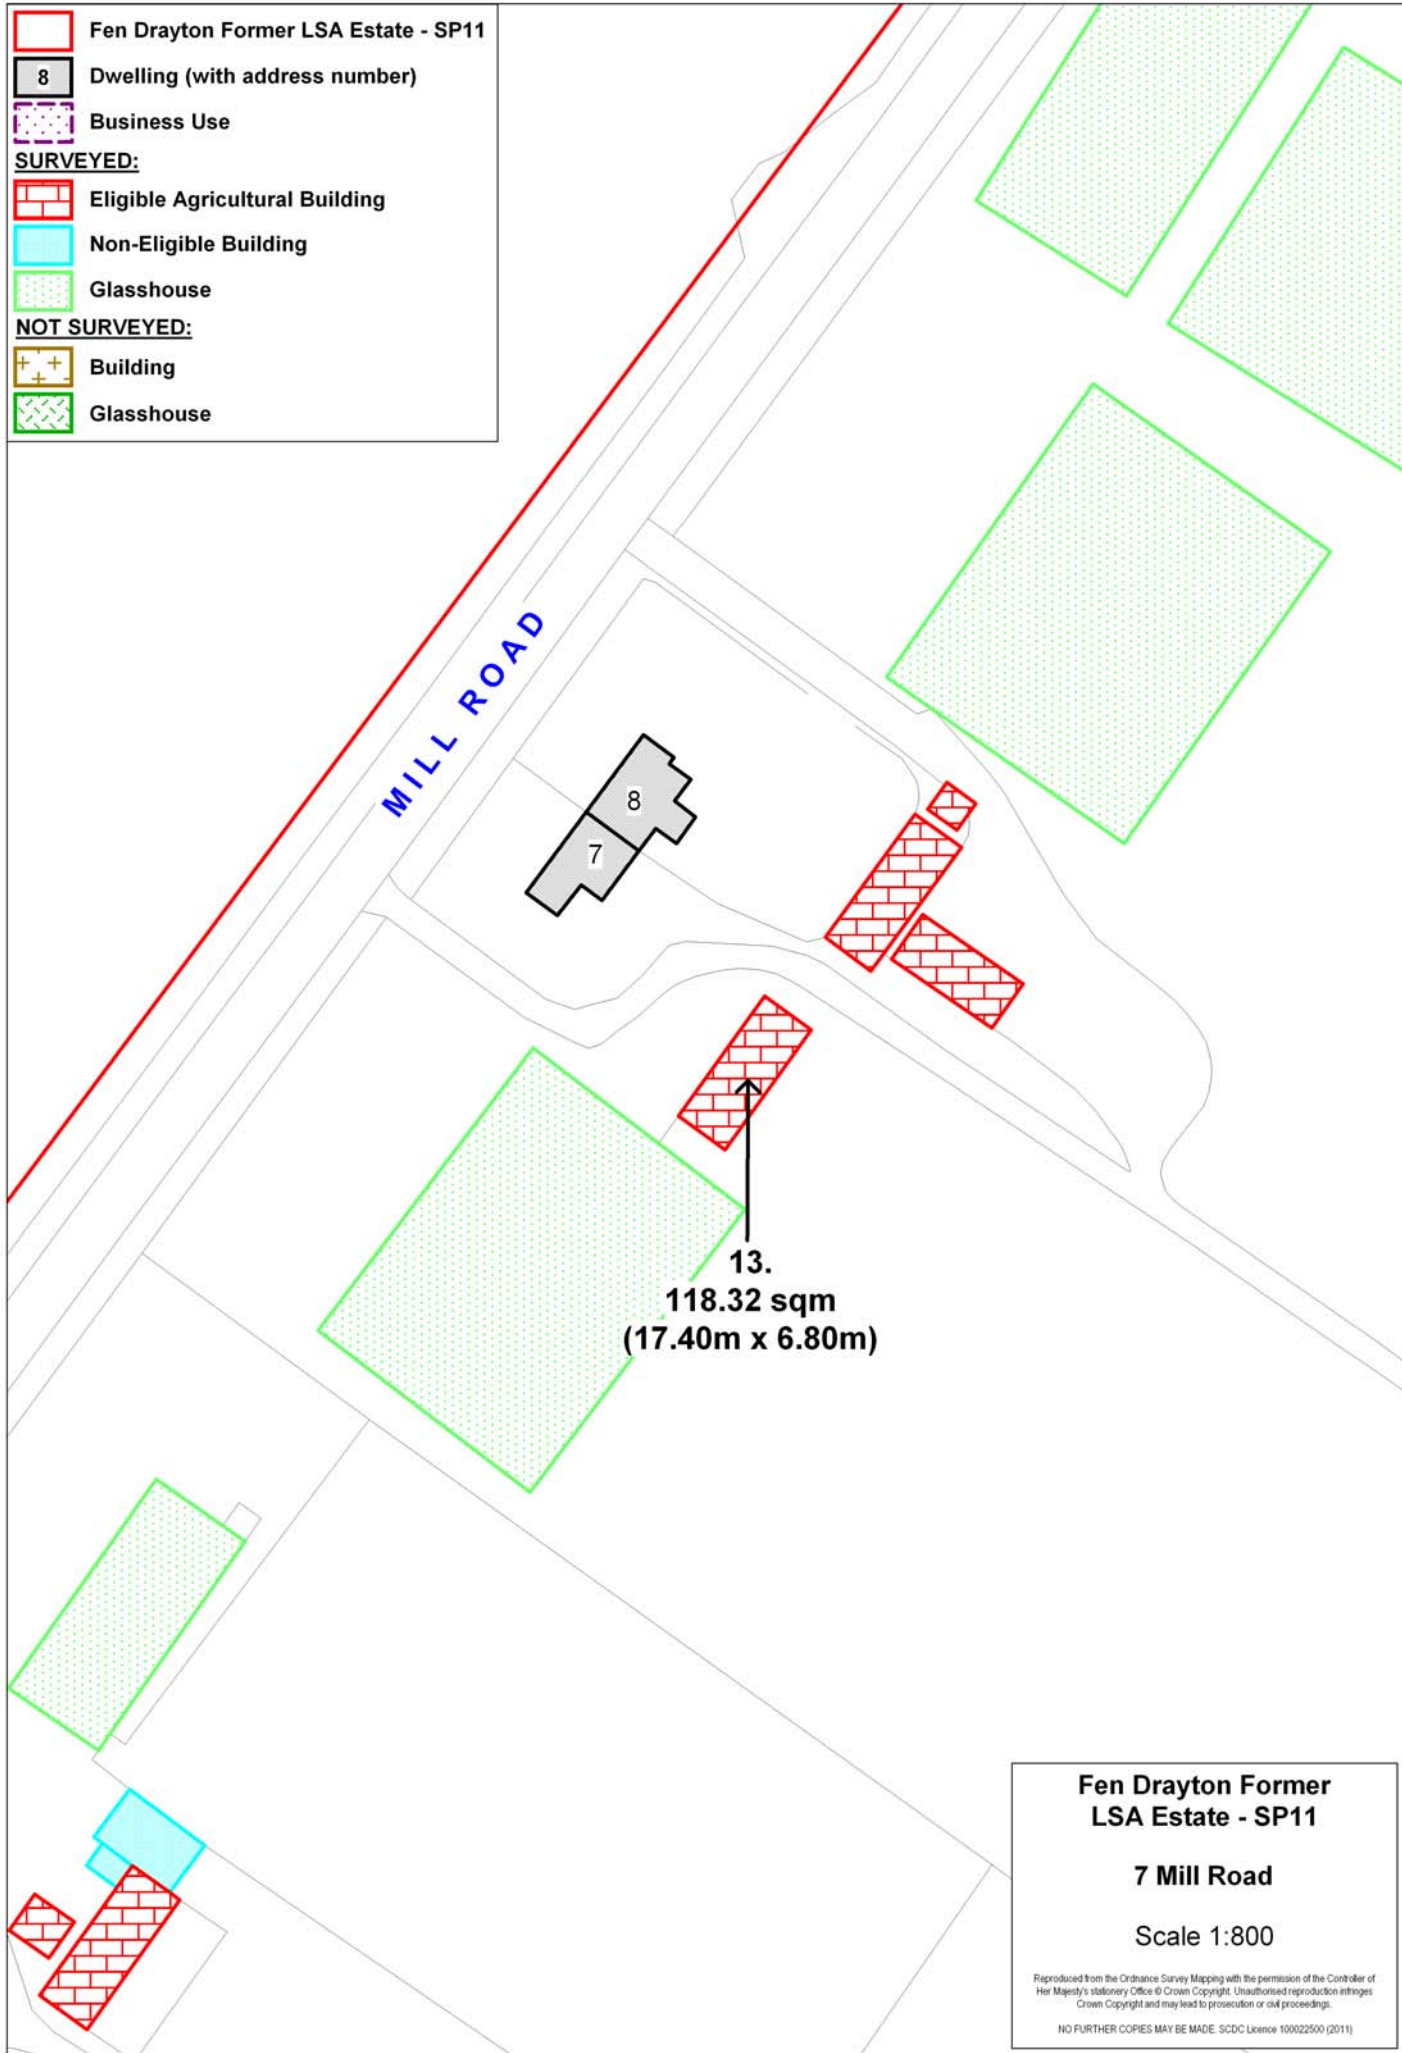 Fen Drayton Former LSA Estate - SP11
8 Dwelling (with address number)
Business Use
SURVEYED:
Eligible Agricultural Building
Non-Eligible Building
Glasshouse
NOT SURVEYED:
Building
Glasshouse
MILL ROAD
8
7
13.
118.32 sqm
(17.40m x 6.80m)
Fen Drayton Former
LSA Estate - SP11
7 Mill Road
Scale 1:800
Reproduced from the Ordnance Survey Mapping with the permission of the Controller of
Her Majesty's stationery Office © Crown Copyright. Unauthorised reproduction infringes
Crown Copyright and may lead to prosecution or civil proceedings.
NO FURTHER COPIES MAY BE MADE. SCDC Licence 100022500 (2011)